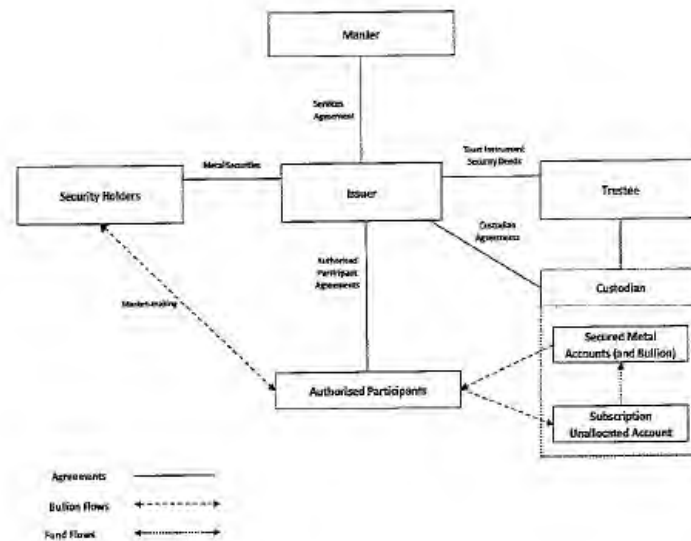 ManJer
Services
Agreement
Trust Instrument
Security Deeds
Metal Securities
Security Holders
Issuer
Trustee
Custodian
Agreements
Authorised
Participant
Agreements
Custodian
Market-making
Secured Metal
Accounts (and Bullion)
Authorised Participants
Subscription
Unallocated Account
Agreements
Bullion Flows
Fund Flows